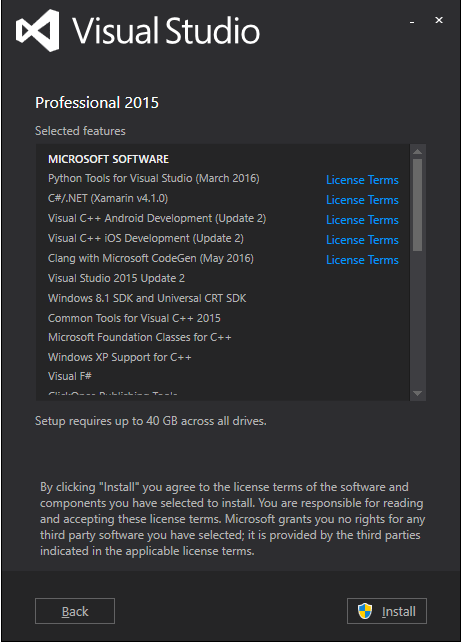 Visual Studio
Professional 2015
Selected features
MICROSOFT SOFTWARE
Python Tools for Visual Studio (March 2016) License Terms
C#/.NET (Xamarin v4.1.0) License Terms
Visual C++ Android Development (Update 2) License Terms
Visual C++ iOS Development (Update 2) License Terms
Clang with Microsoft CodeGen (May 2016) License Terms
Visual Studio 2015 Update 2
Windows 8.1 SDK and Universal CRT SDK
Common Tools for Visual C++ 2015
Microsoft Foundation Classes for C++
Windows XP Support for C++
Visual F#
ClickOnce Publishing Tools
Setup requires up to 40 GB across all drives.
By clicking "Install" you agree to the license terms of the software and
components you have selected to install. You are responsible for reading
and accepting these license terms. Microsoft grants you no rights for any
third party software you have selected; it is provided by the third parties
indicated in the applicable license terms.
Back Install